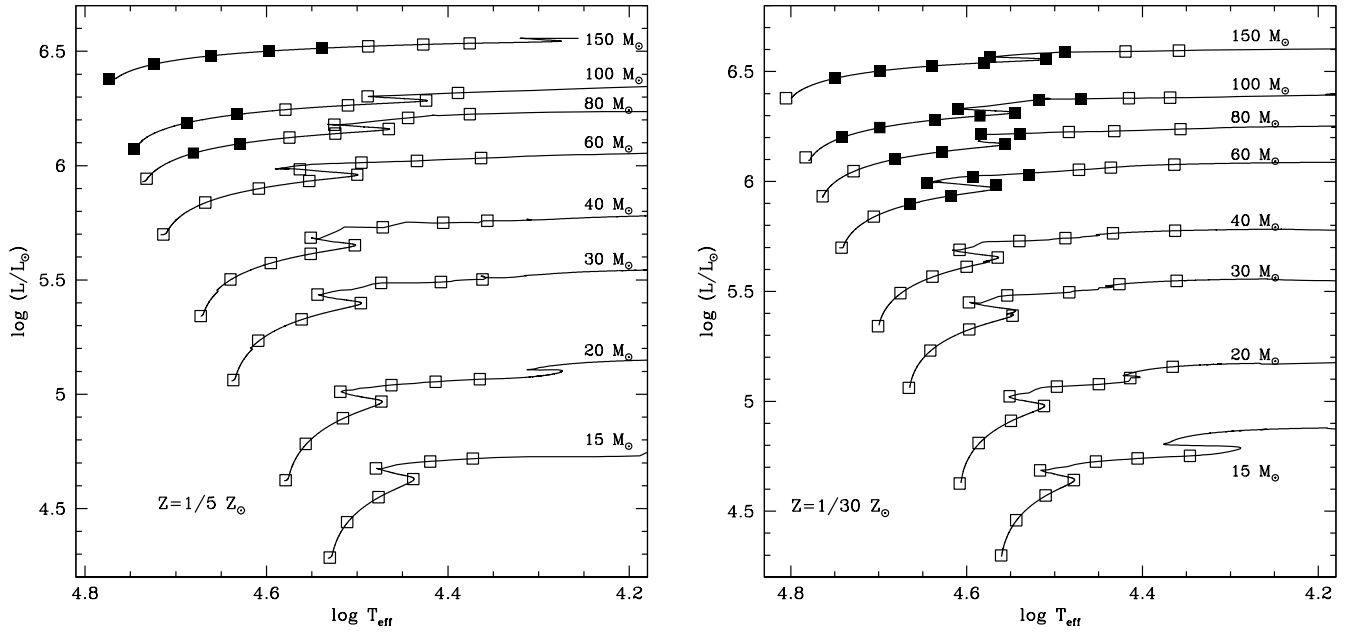 150 M☉
100 M☉
80 M☉
60 M☉
40 M☉
30 M☉
20 M☉
15 M☉
Z=1/5 Z☉
6.5
6
5.5
5
4.5
log (L/L☉)
4.8
4.6
4.4
4.2
log T_eff
150 M☉
100 M☉
80 M☉
60 M☉
40 M☉
30 M☉
20 M☉
15 M☉
Z=1/30 Z☉
6.5
6
5.5
5
4.5
log (L/L☉)
4.8
4.6
4.4
4.2
log T_eff